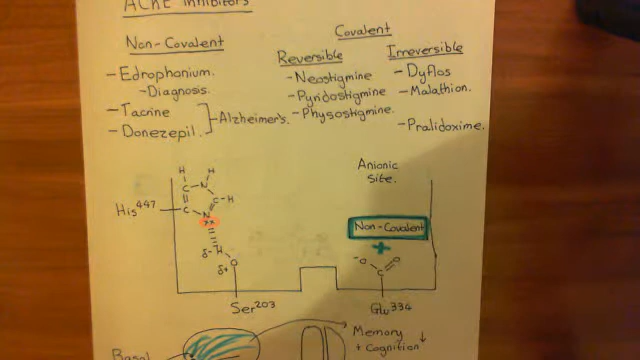 AChE Inhibitors
Non-Covalent
Covalent
Reversible
Irreversible
- Edrophonium.
- Diagnosis.
- Tacrine
- Donezepil.
Alzheimer's.
- Neostigmine
- Pyridostigmine
- Physostigmine.
- Dyflos
- Malathion.
- Pralidoxime.
Anionic
site.
H H
C N
C-H
C N
His447
H
δ-
O
δ+
Ser203
Non-Covalent
+
-O O
C
Glu334
Memory
+ Cognition ↓
Basal